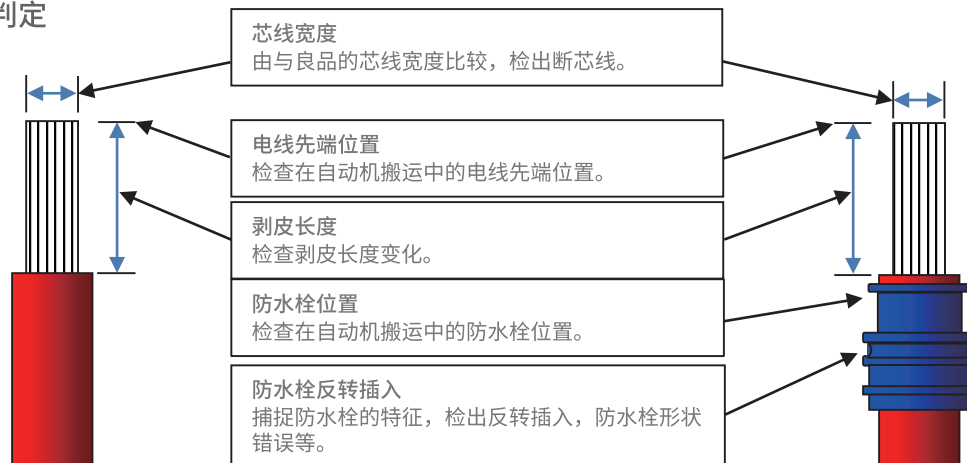 判定
芯线宽度
由与良品的芯线宽度比较，检出断芯线。
电线先端位置
检查在自动机搬运中的电线先端位置。
剥皮长度
检查剥皮长度变化。
防水栓位置
检查在自动机搬运中的防水栓位置。
防水栓反转插入
捕捉防水栓的特征，检出反转插入，防水栓形状
错误等。